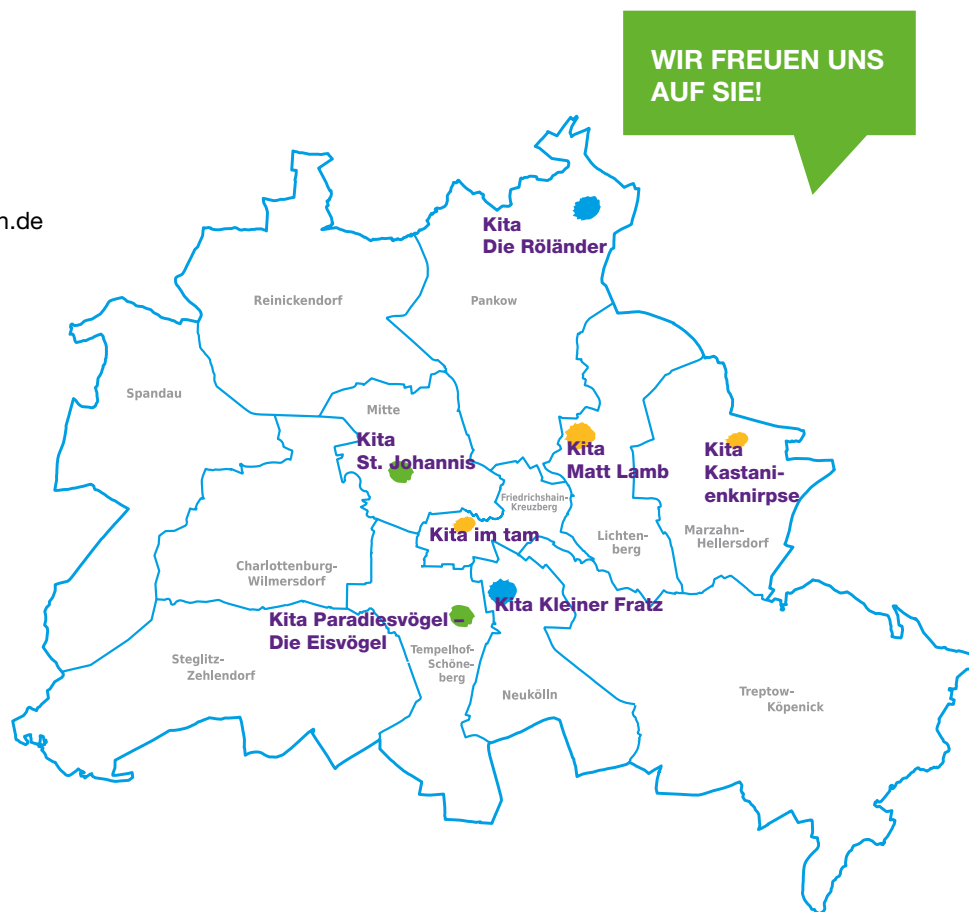 WIR FREUEN UNS
AUF SIE!
n.de
Kita
Die Röländer
Reinickendorf
Pankow
Spandau
Mitte
Kita
St. Johannis
Kita
Matt Lamb
Kita
Kastani-
enknirpse
Friedrichshain-
Kreuzberg
Kita im tam
Lichten-
berg
Marzahn-
Hellersdorf
Charlottenburg-
Wilmersdorf
Kita Kleiner Fratz
Kita Paradiesvögel –
Die Eisvögel
Steglitz-
Zehlendorf
Tempelhof-
Schöne-
berg
Neukölln
Treptow-
Köpenick